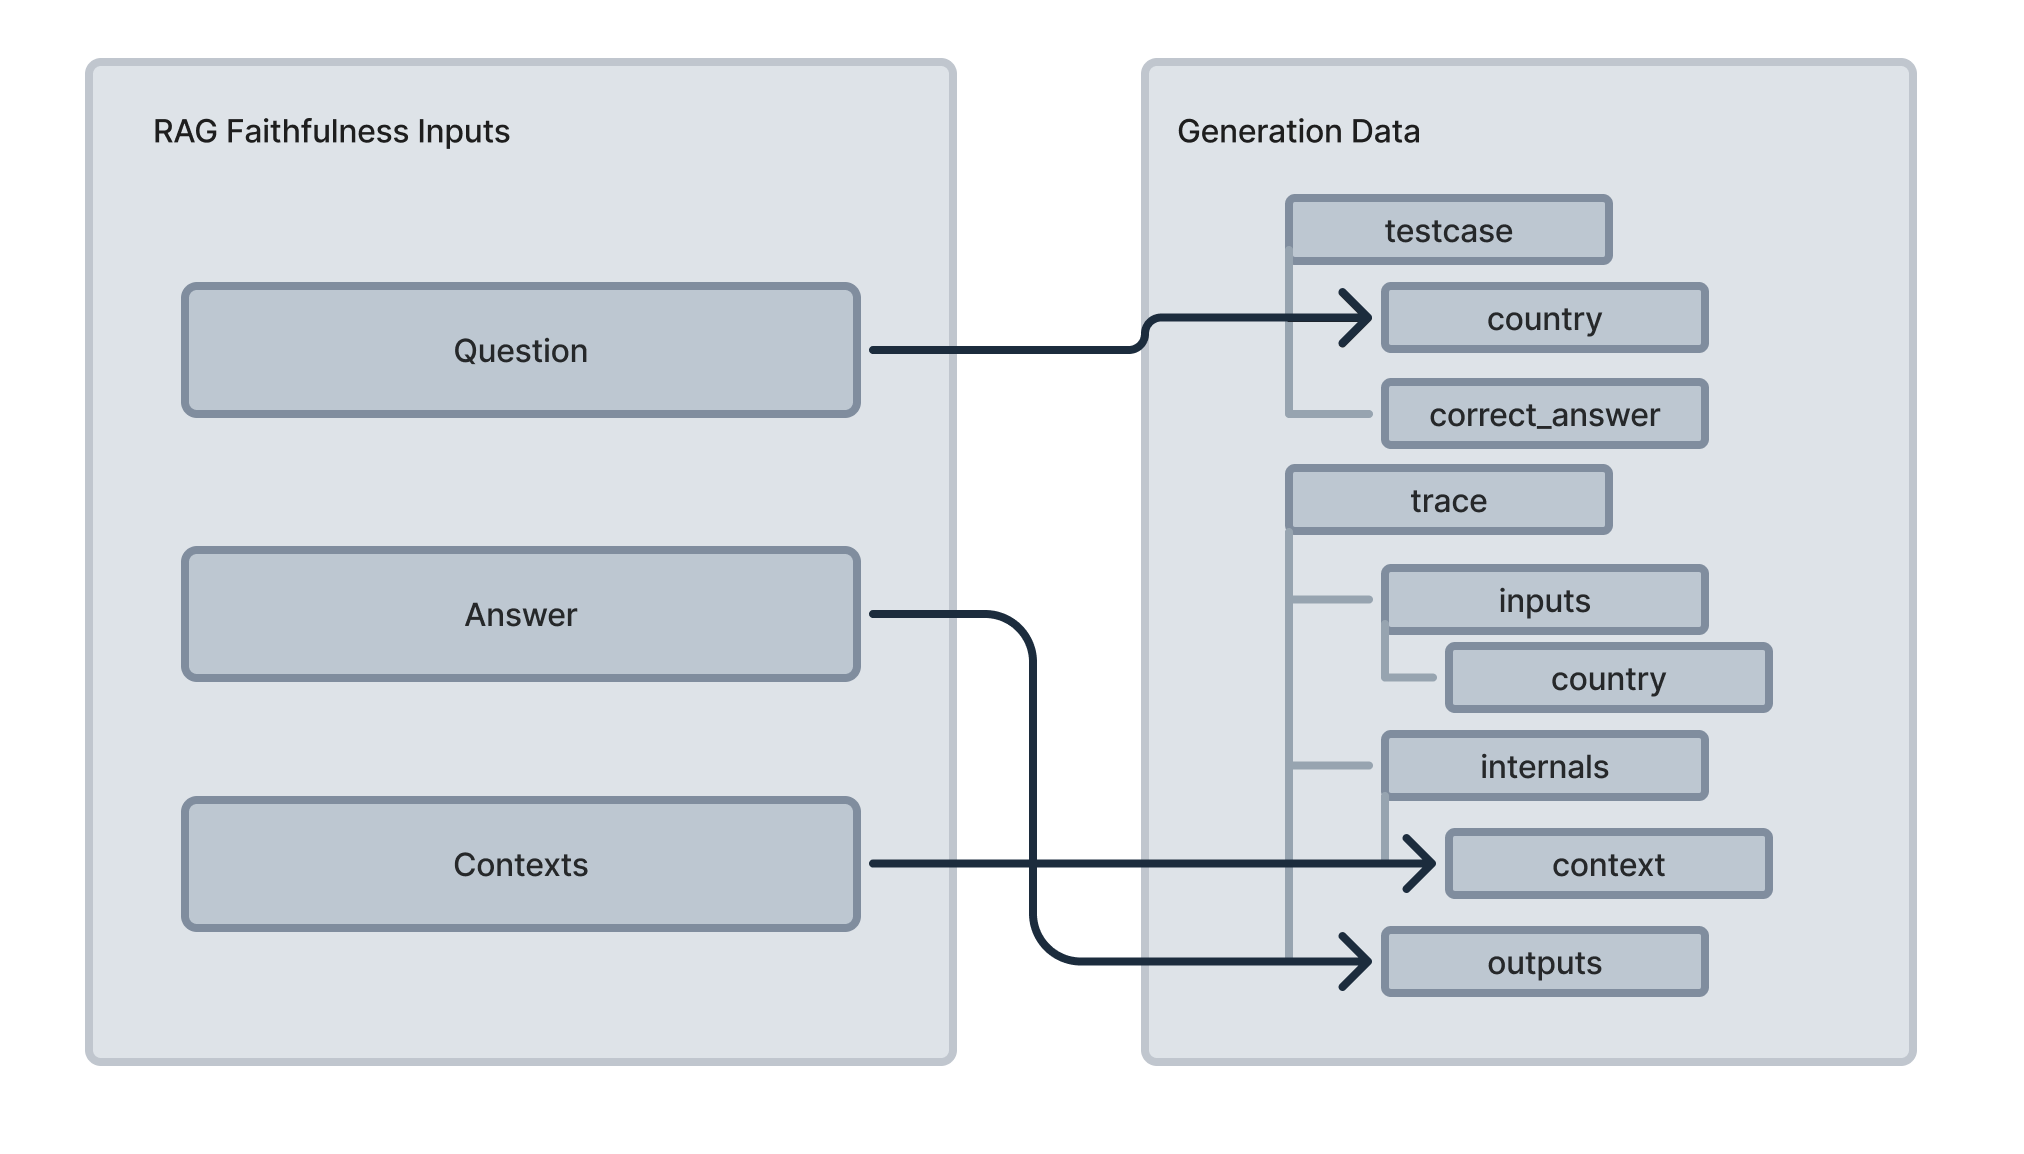 RAG Faithfulness Inputs
Question
Answer
Contexts
Generation Data
testcase
country
correct_answer
trace
inputs
country
internals
context
outputs